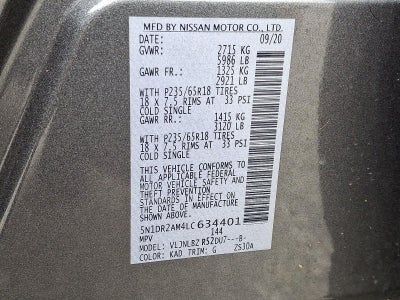 MFD BY NISSAN MOTOR CO., LTD.
09/20
GVWR: 2715 KG
5986 LB
GAWR FR.: 1325 KG
2921 LB
WITH P235/65R18 TIRES
18 x 7.5 RIMS AT 33 PSI
COLD SINGLE
GAWR RR.: 1415 KG
3120 LB
WITH P235/65R18 TIRES
18 x 7.5 RIMS AT 33 PSI
COLD SINGLE
THIS VEHICLE CONFORMS TO
ALL APPLICABLE FEDERAL
MOTOR VEHICLE SAFETY AND
THEFT PREVENTION
STANDARDS IN EFFECT ON
THE DATE OF MANUFACTURE
SHOWN ABOVE.
5N1DR2AM4LC634401
MPV 144
MODEL: VLJNLBZ R52DU7---B-
COLOR: KAD TRIM: G ZS30A